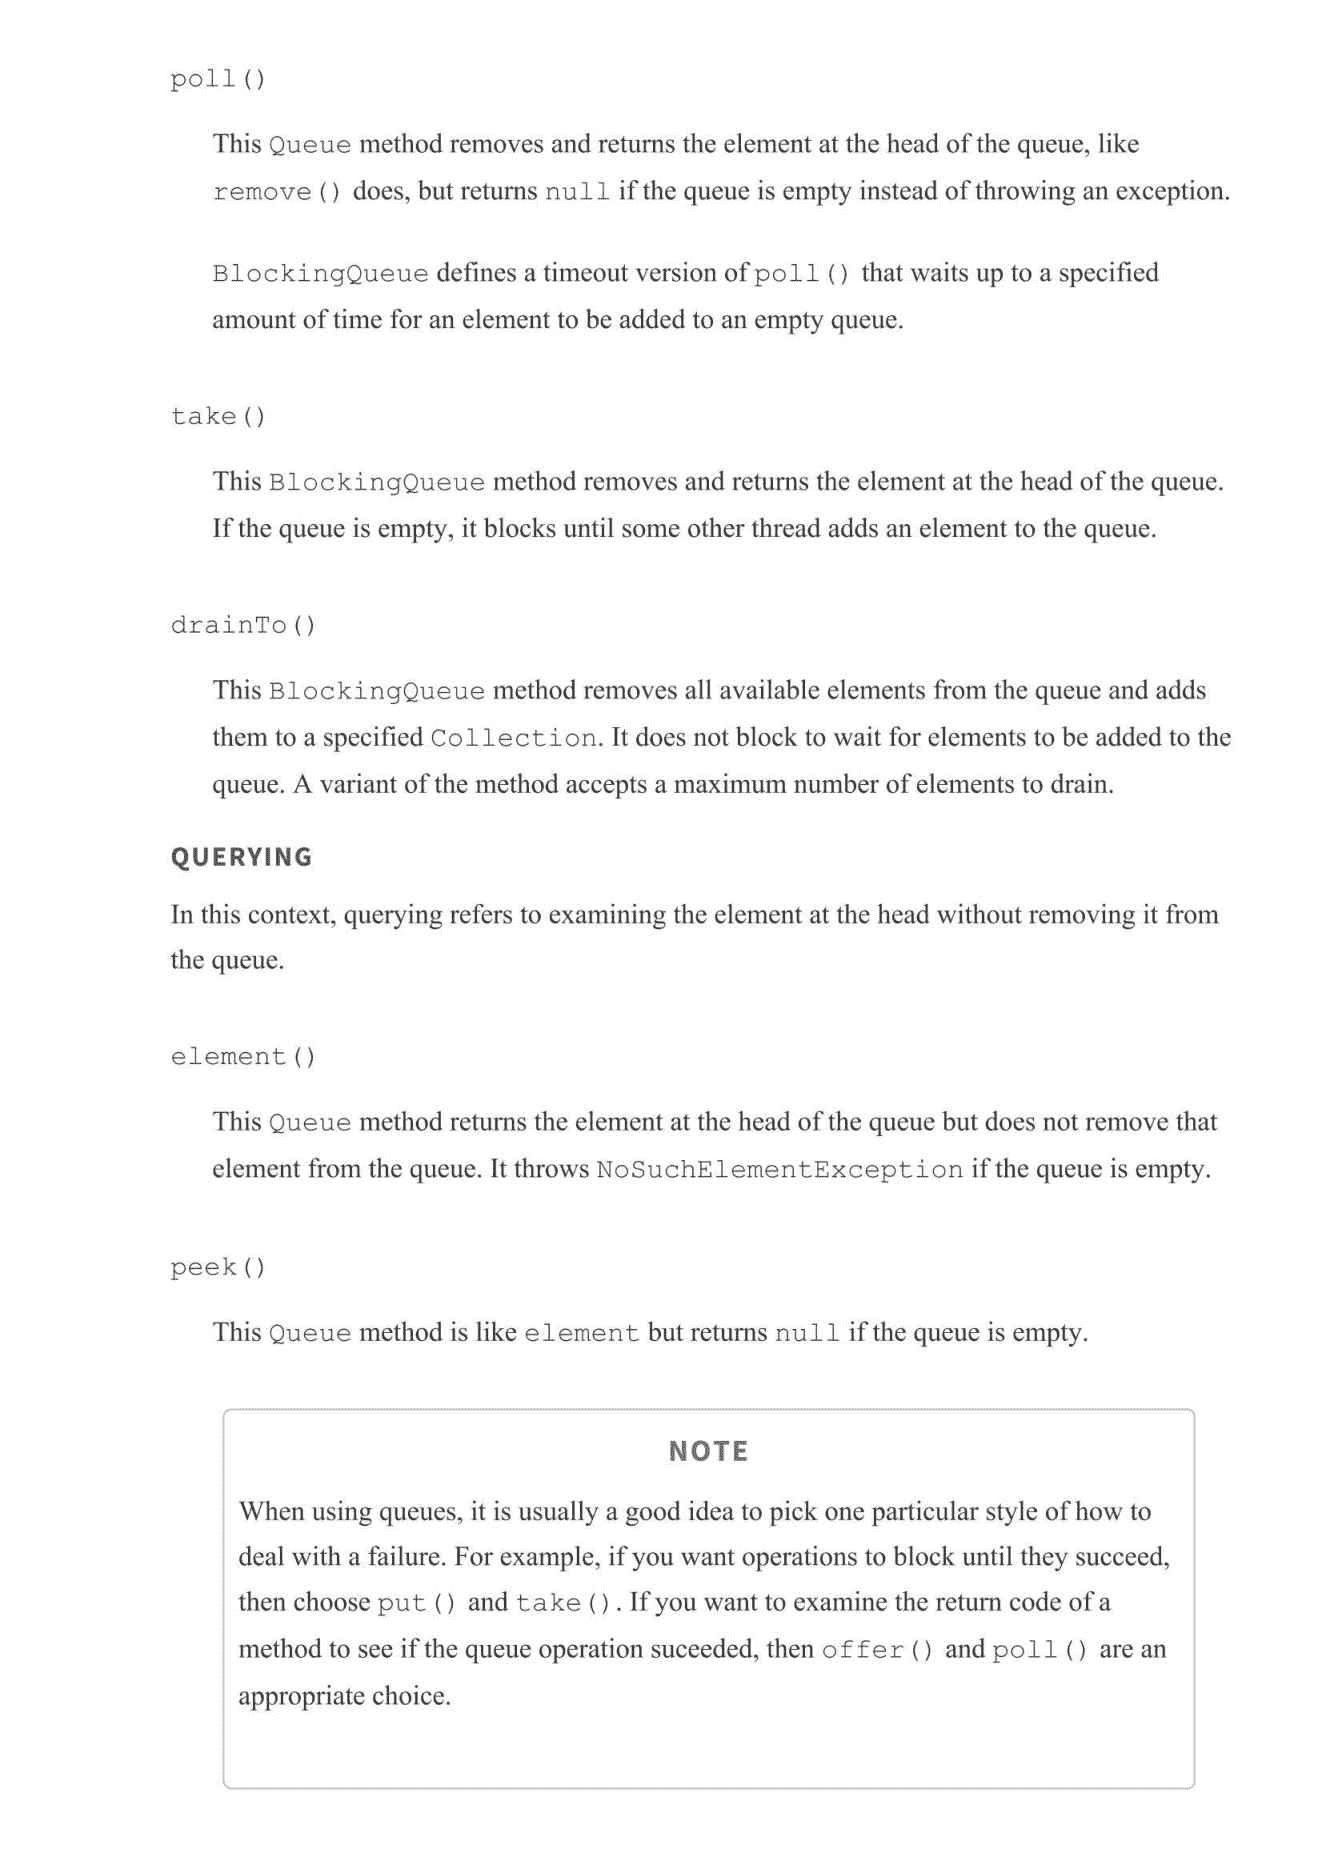 poll()
This Queue method removes and returns the element at the head of the queue, like
remove() does, but returns null if the queue is empty instead of throwing an exception.
BlockingQueue defines a timeout version of poll() that waits up to a specified
amount of time for an element to be added to an empty queue.
take()
This BlockingQueue method removes and returns the element at the head of the queue.
If the queue is empty, it blocks until some other thread adds an element to the queue.
drainTo()
This BlockingQueue method removes all available elements from the queue and adds
them to a specified Collection. It does not block to wait for elements to be added to the
queue. A variant of the method accepts a maximum number of elements to drain.
QUERYING
In this context, querying refers to examining the element at the head without removing it from
the queue.
element()
This Queue method returns the element at the head of the queue but does not remove that
element from the queue. It throws NoSuchElementException if the queue is empty.
peek()
This Queue method is like element but returns null if the queue is empty.
NOTE
When using queues, it is usually a good idea to pick one particular style of how to
deal with a failure. For example, if you want operations to block until they succeed,
then choose put() and take(). If you want to examine the return code of a
method to see if the queue operation suceeded, then offer() and poll() are an
appropriate choice.